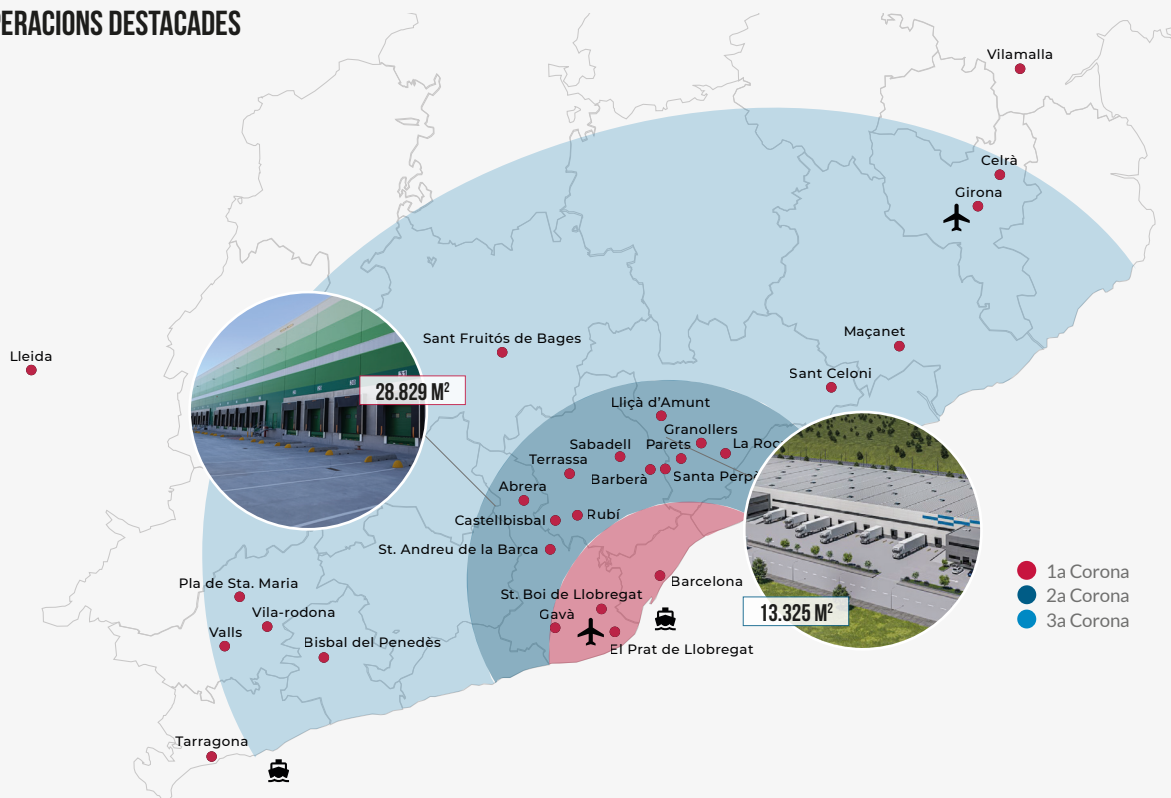 ERACIONS DESTACADES
Vilamalla
Celrà
Girona
Lleida
Sant Fruitós de Bages
Maçanet
Sant Celoni
28.829 M²
Lliçà d'Amunt
Granollers
Sabadell
Parets
La Roc
Terrassa
Barberà
Santa Perpè
Abrera
Castellbisbal
Rubí
St. Andreu de la Barca
Barcelona
Pla de Sta. Maria
St. Boi de Llobregat
Vila-rodona
Gavà
13.325 M²
Valls
Bisbal del Penedès
El Prat de Llobregat
Tarragona
1a Corona
2a Corona
3a Corona